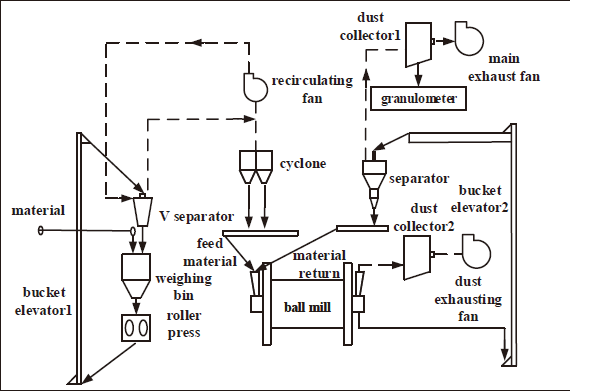 dust
collector1
main
exhaust fan
recirculating
fan
granulometer
cyclone
separator
material
V separator
bucket
elevator2
dust
collector2
feed
material
material
return
weighing
bin
bucket
elevator1
roller
press
ball mill
dust
exhausting
fan